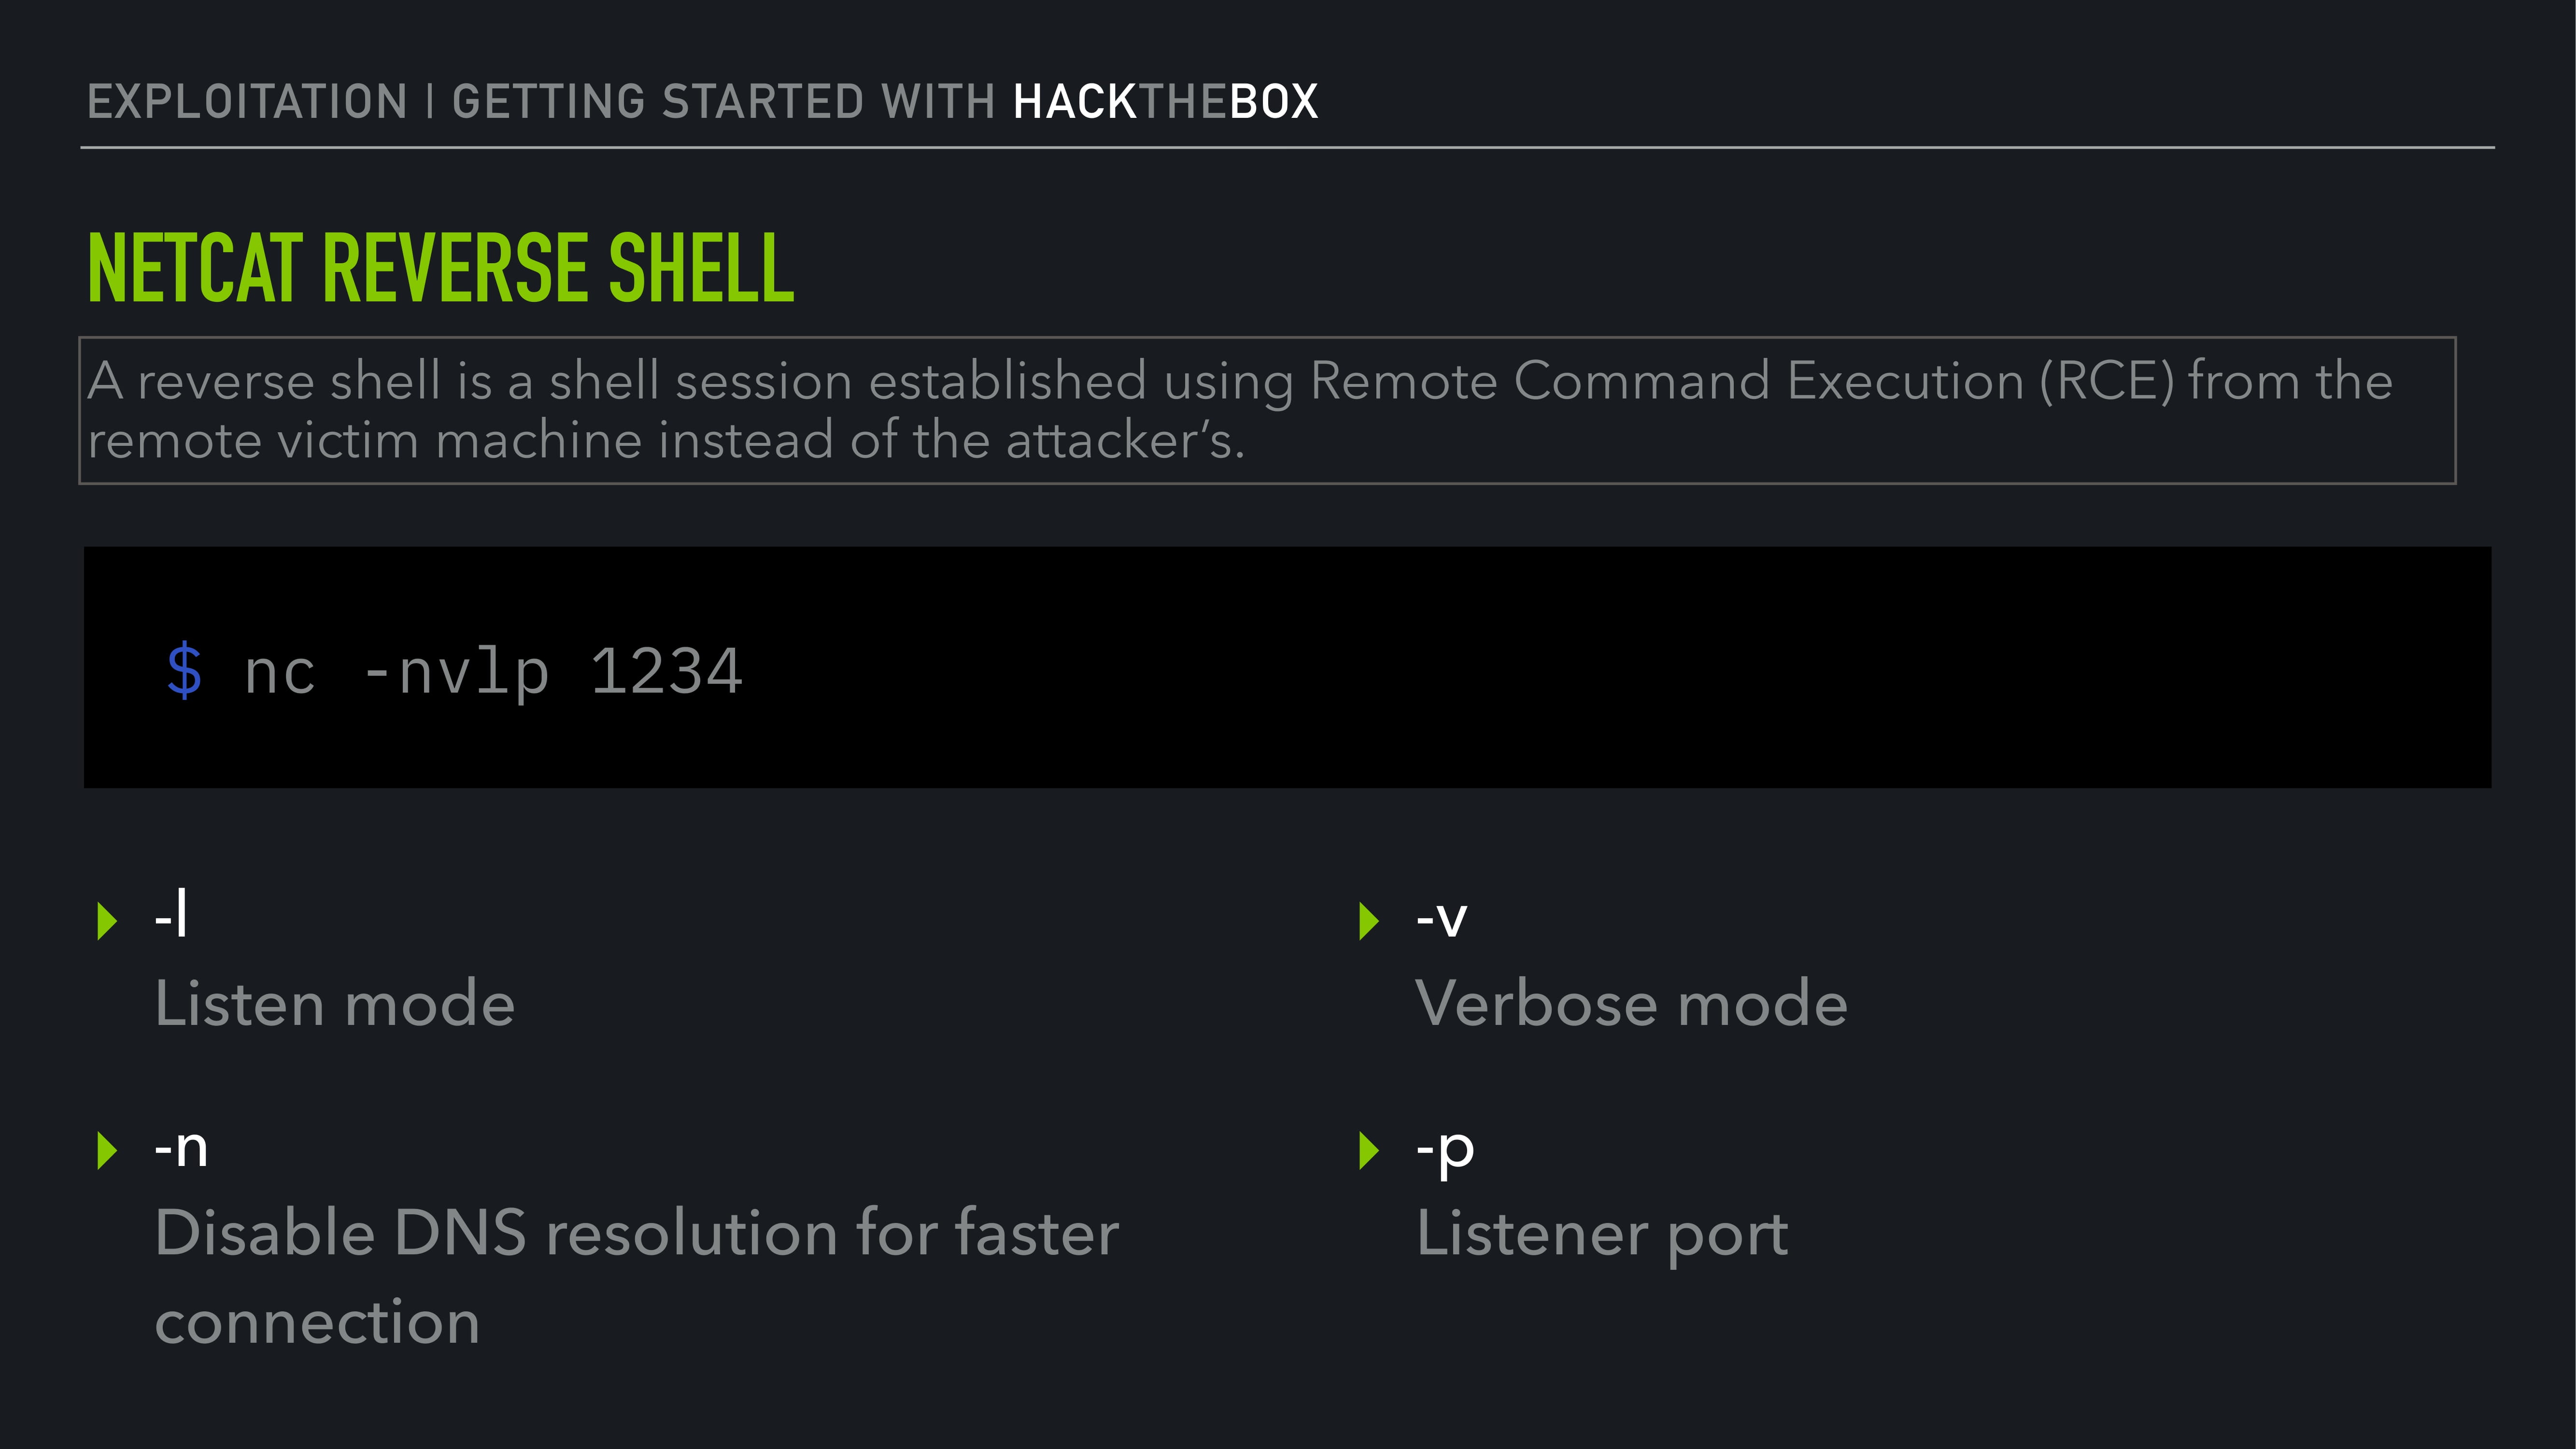 EXPLOITATION | GETTING STARTED WITH HACKTHEBOX
NETCAT REVERSE SHELL
A reverse shell is a shell session established using Remote Command Execution (RCE) from the
remote victim machine instead of the attacker’s.
$ nc -nvlp 1234
-l
Listen mode
-n
Disable DNS resolution for faster
connection
-v
Verbose mode
-p
Listener port